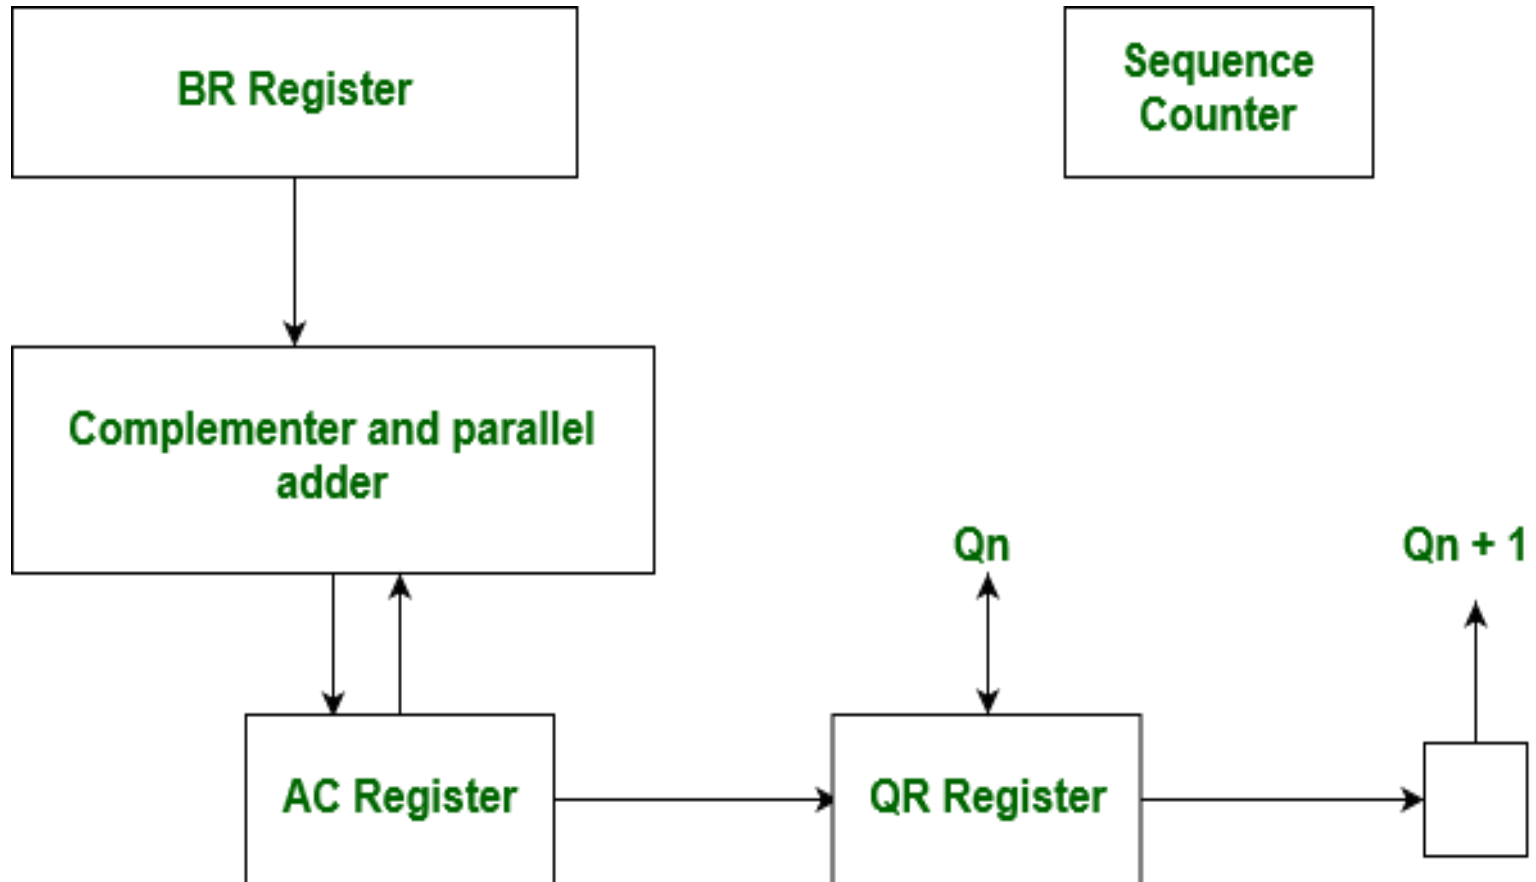 BR Register
Sequence
Counter
Complementer and parallel
adder
Qn
Qn + 1
AC Register
QR Register